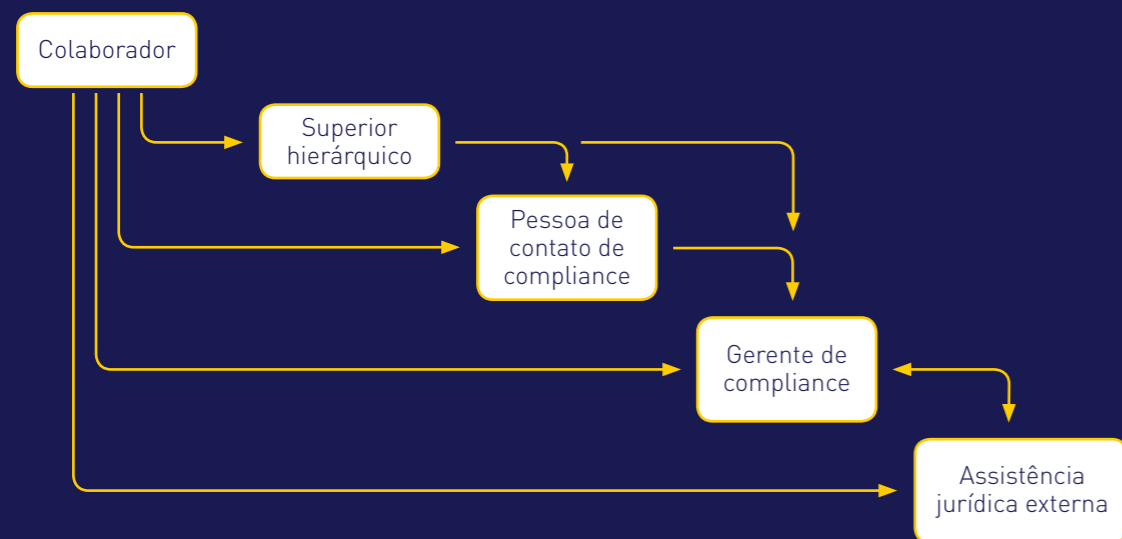 Colaborador
Superior
hierárquico
Pessoa de
contato de
compliance
Gerente de
compliance
Assistência
jurídica externa